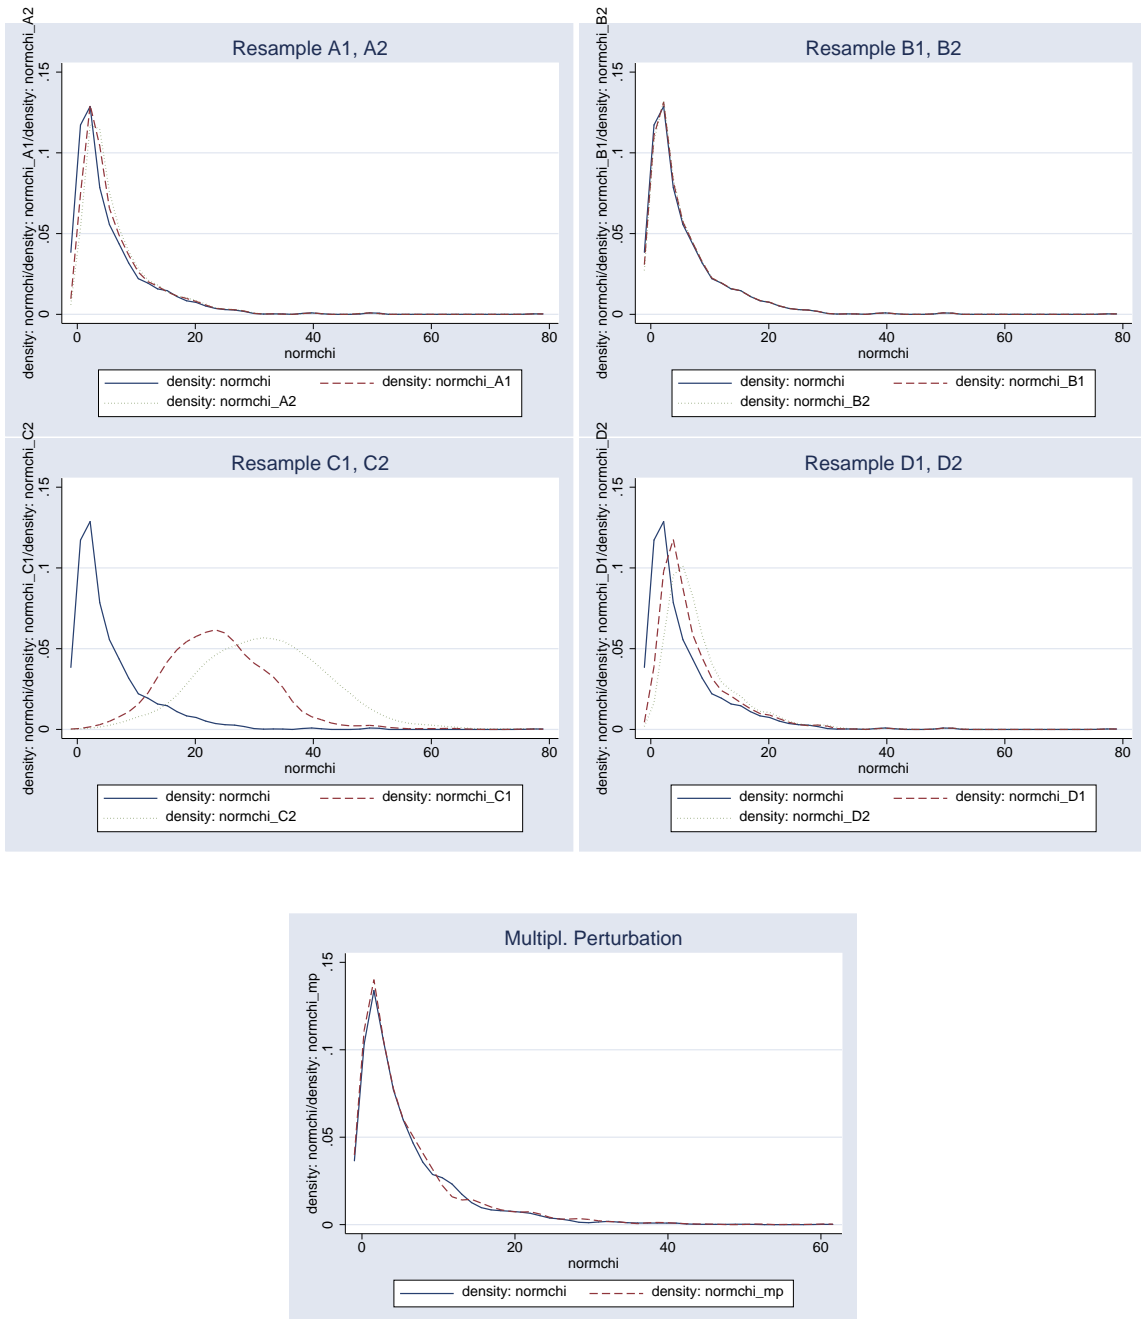 Resample A1, A2
density: normchi/density: normchi_A1/density: normchi_A2
.15
.1
.05
0
0 20 40 60 80
normchi
density: normchi density: normchi_A1
density: normchi_A2
Resample B1, B2
density: normchi/density: normchi_B1/density: normchi_B2
.15
.1
.05
0
0 20 40 60 80
normchi
density: normchi density: normchi_B1
density: normchi_B2
Resample C1, C2
density: normchi/density: normchi_C1/density: normchi_C2
.15
.1
.05
0
0 20 40 60 80
normchi
density: normchi density: normchi_C1
density: normchi_C2
Resample D1, D2
density: normchi/density: normchi_D1/density: normchi_D2
.15
.1
.05
0
0 20 40 60 80
normchi
density: normchi density: normchi_D1
density: normchi_D2
Multipl. Perturbation
density: normchi/density: normchi_mp
.15
.1
.05
0
0 20 40 60
normchi
density: normchi density: normchi_mp